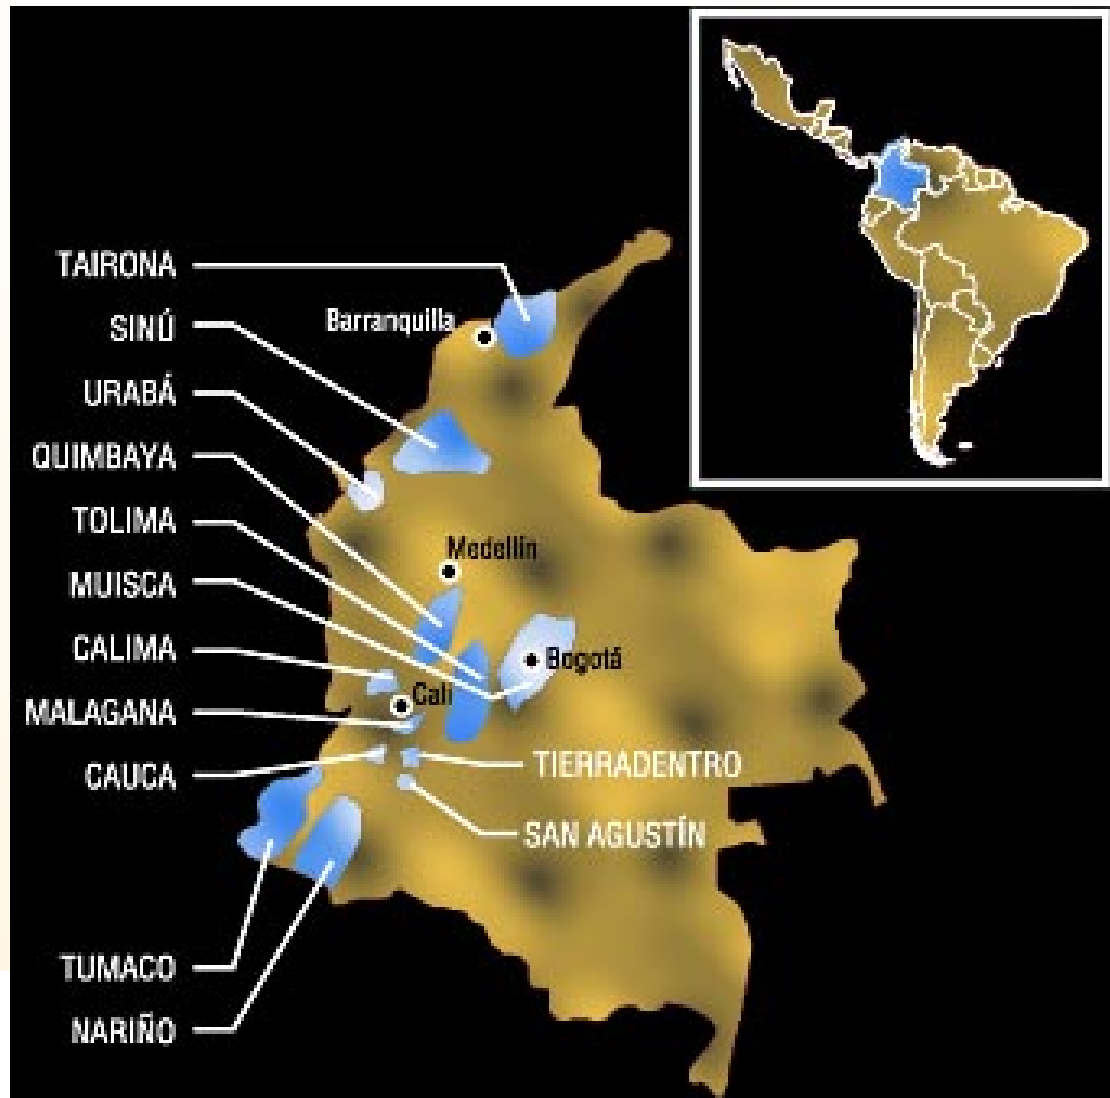 TAIRONA
Barranquilla
SINÚ
URABÁ
QUIMBAYA
TOLIMA
Medellín
MUISCA
CALIMA
Bogotá
Cali
MALAGANA
CAUCA
TIERRADENTRO
SAN AGUSTÍN
TUMACO
NARIÑO